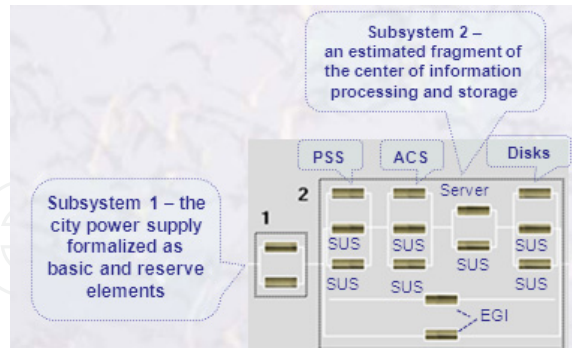 Subsystem 2 –
an estimated fragment of
the center of information
processing and storage
PSS
ACS
Disks
Subsystem 1 – the
city power supply
formalized as
basic and reserve
elements
1
2
Server
SUS
SUS
SUS
SUS
SUS
SUS
SUS
EGI